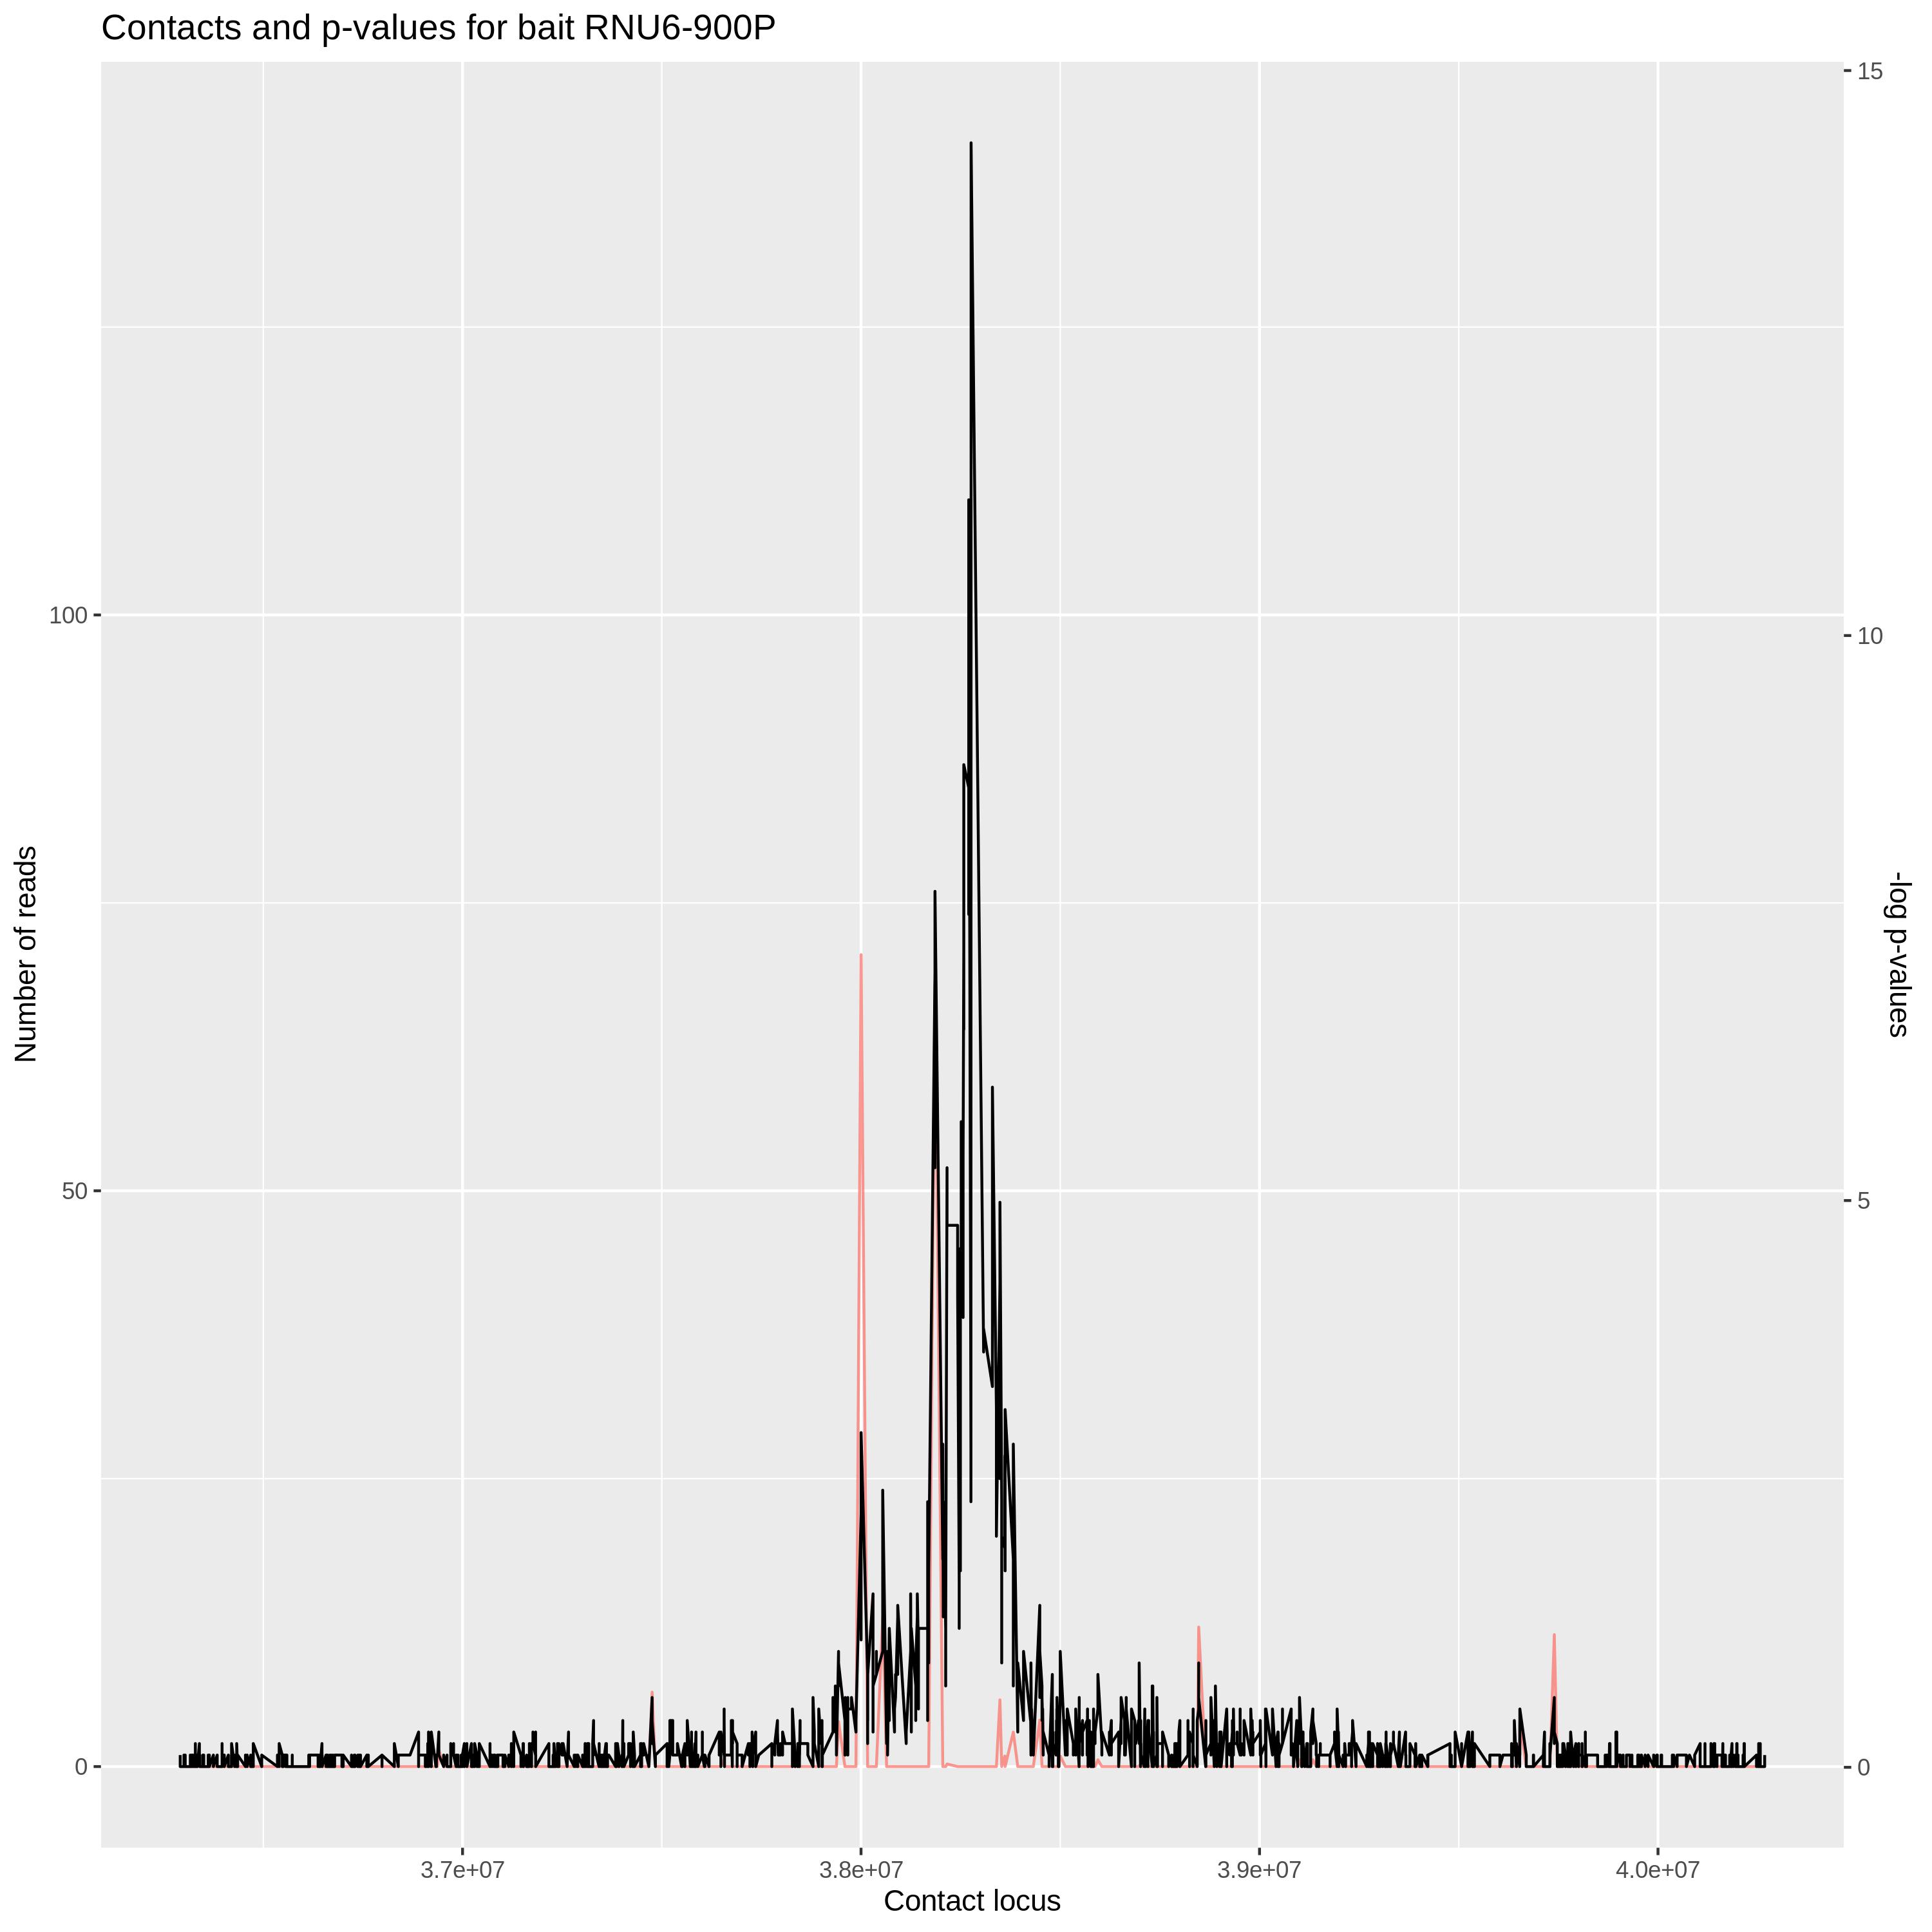 Contacts and p-values for bait RNU6-900P
15
100
10
Number of reads
-log p-values
50
5
0
0
3.7e+07
3.8e+07
3.9e+07
4.0e+07
Contact locus